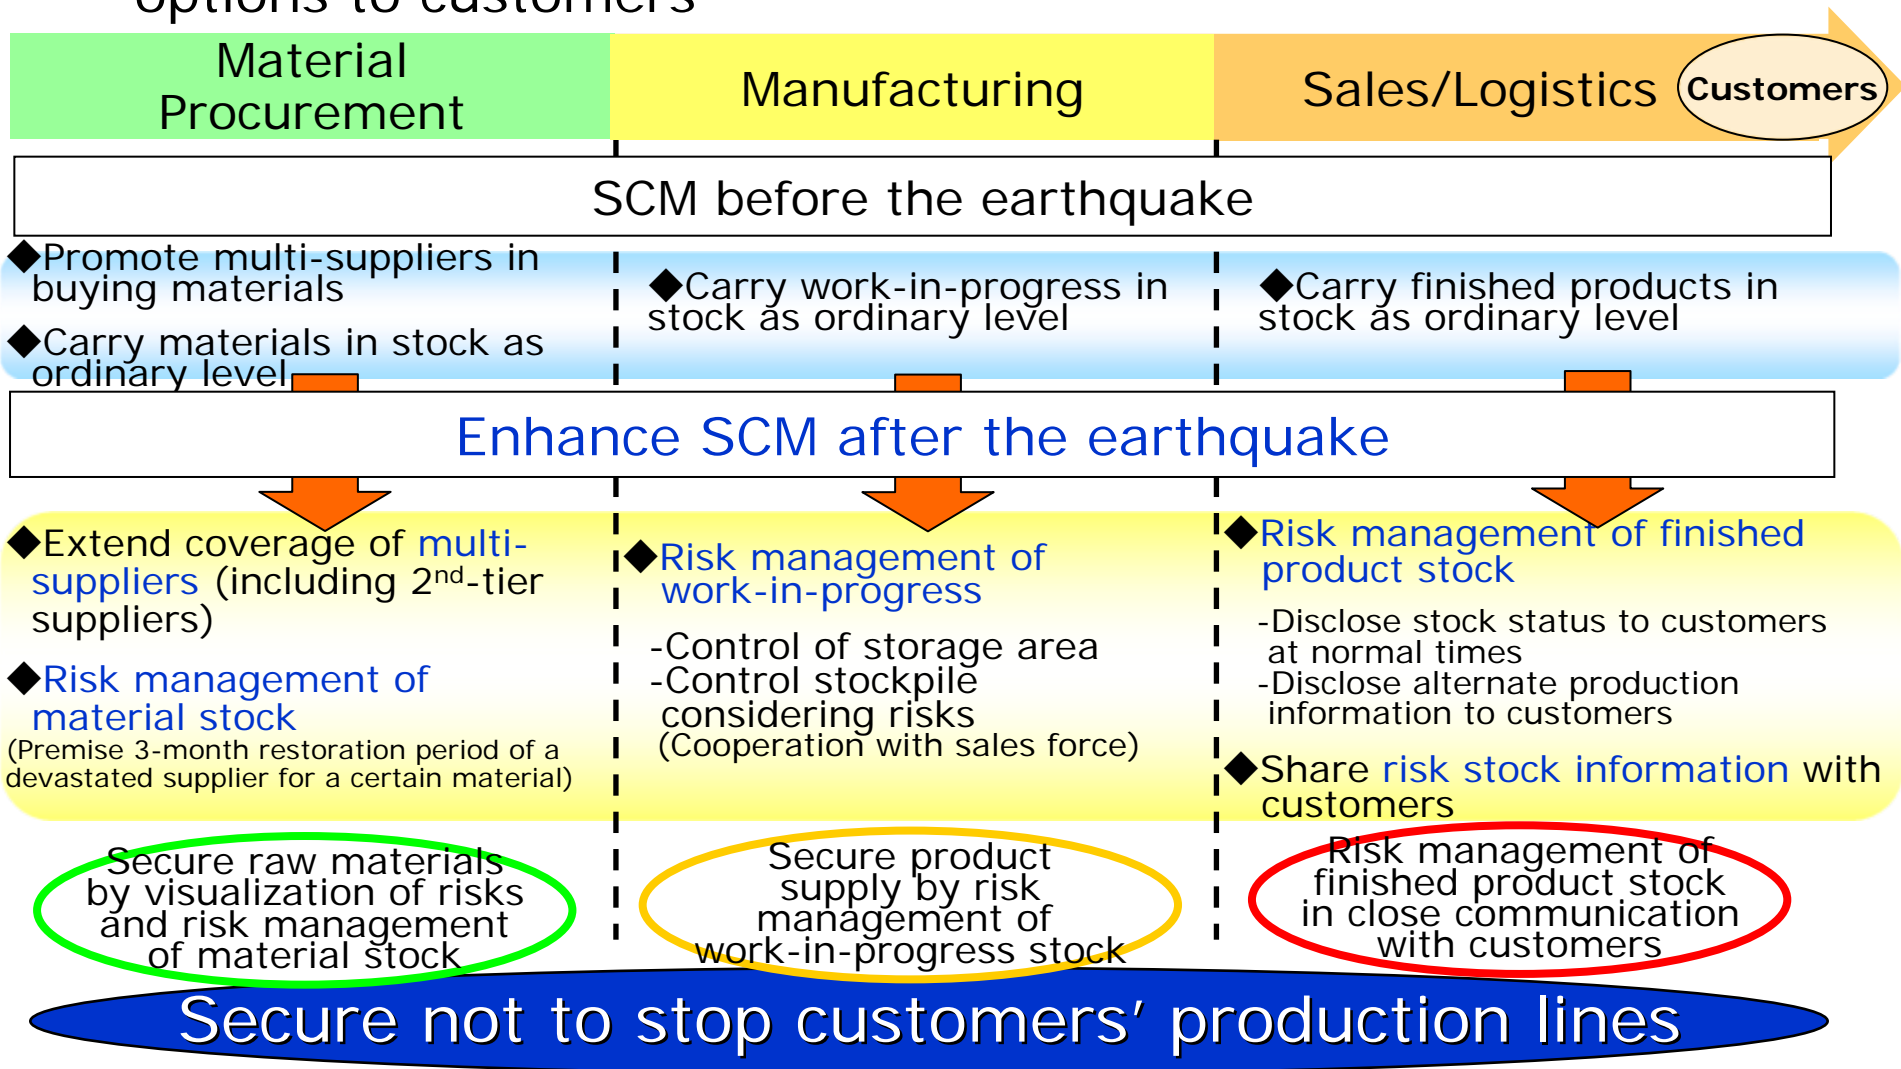 options to customers
Material
Procurement
Manufacturing
Sales/Logistics
Customers
SCM before the earthquake
◆Promote multi-suppliers in
buying materials
◆Carry materials in stock as
ordinary level
◆Carry work-in-progress in
stock as ordinary level
◆Carry finished products in
stock as ordinary level
Enhance SCM after the earthquake
◆Extend coverage of multi-
suppliers (including 2nd-tier
suppliers)
◆Risk management of
material stock
(Premise 3-month restoration period of a
devastated supplier for a certain material)
◆Risk management of
work-in-progress
-Control of storage area
-Control stockpile
considering risks
(Cooperation with sales force)
◆Risk management of finished
product stock
-Disclose stock status to customers
at normal times
-Disclose alternate production
information to customers
◆Share risk stock information with
customers
Secure raw materials
by visualization of risks
and risk management
of material stock
Secure product
supply by risk
management of
work-in-progress stock
Risk management of
finished product stock
in close communication
with customers
Secure not to stop customers’ production lines